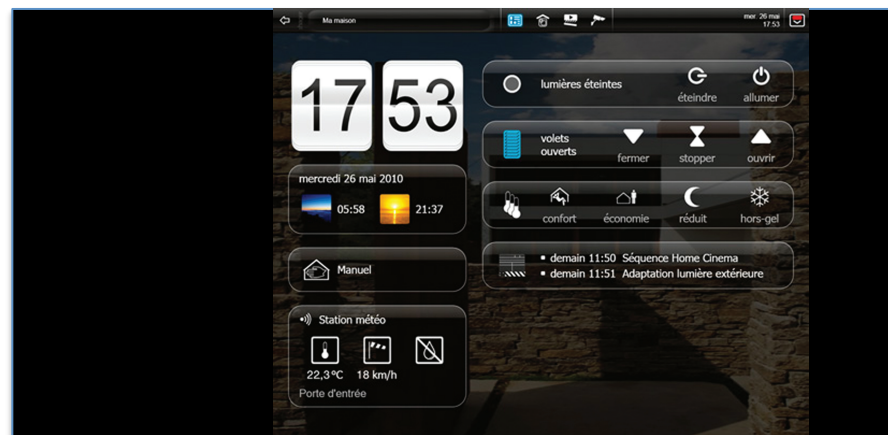 Ma maison
mer. 26 mai
17:53
17 53
lumières éteintes
éteindre
allumer
volets
ouverts
fermer
stopper
ouvrir
mercredi 26 mai 2010
05:58
21:37
confort
économie
réduit
hors-gel
Manuel
▪ demain 11:50 Séquence Home Cinema
▪ demain 11:51 Adaptation lumière extérieure
Station météo
22,3°C
18 km/h
Porte d'entrée